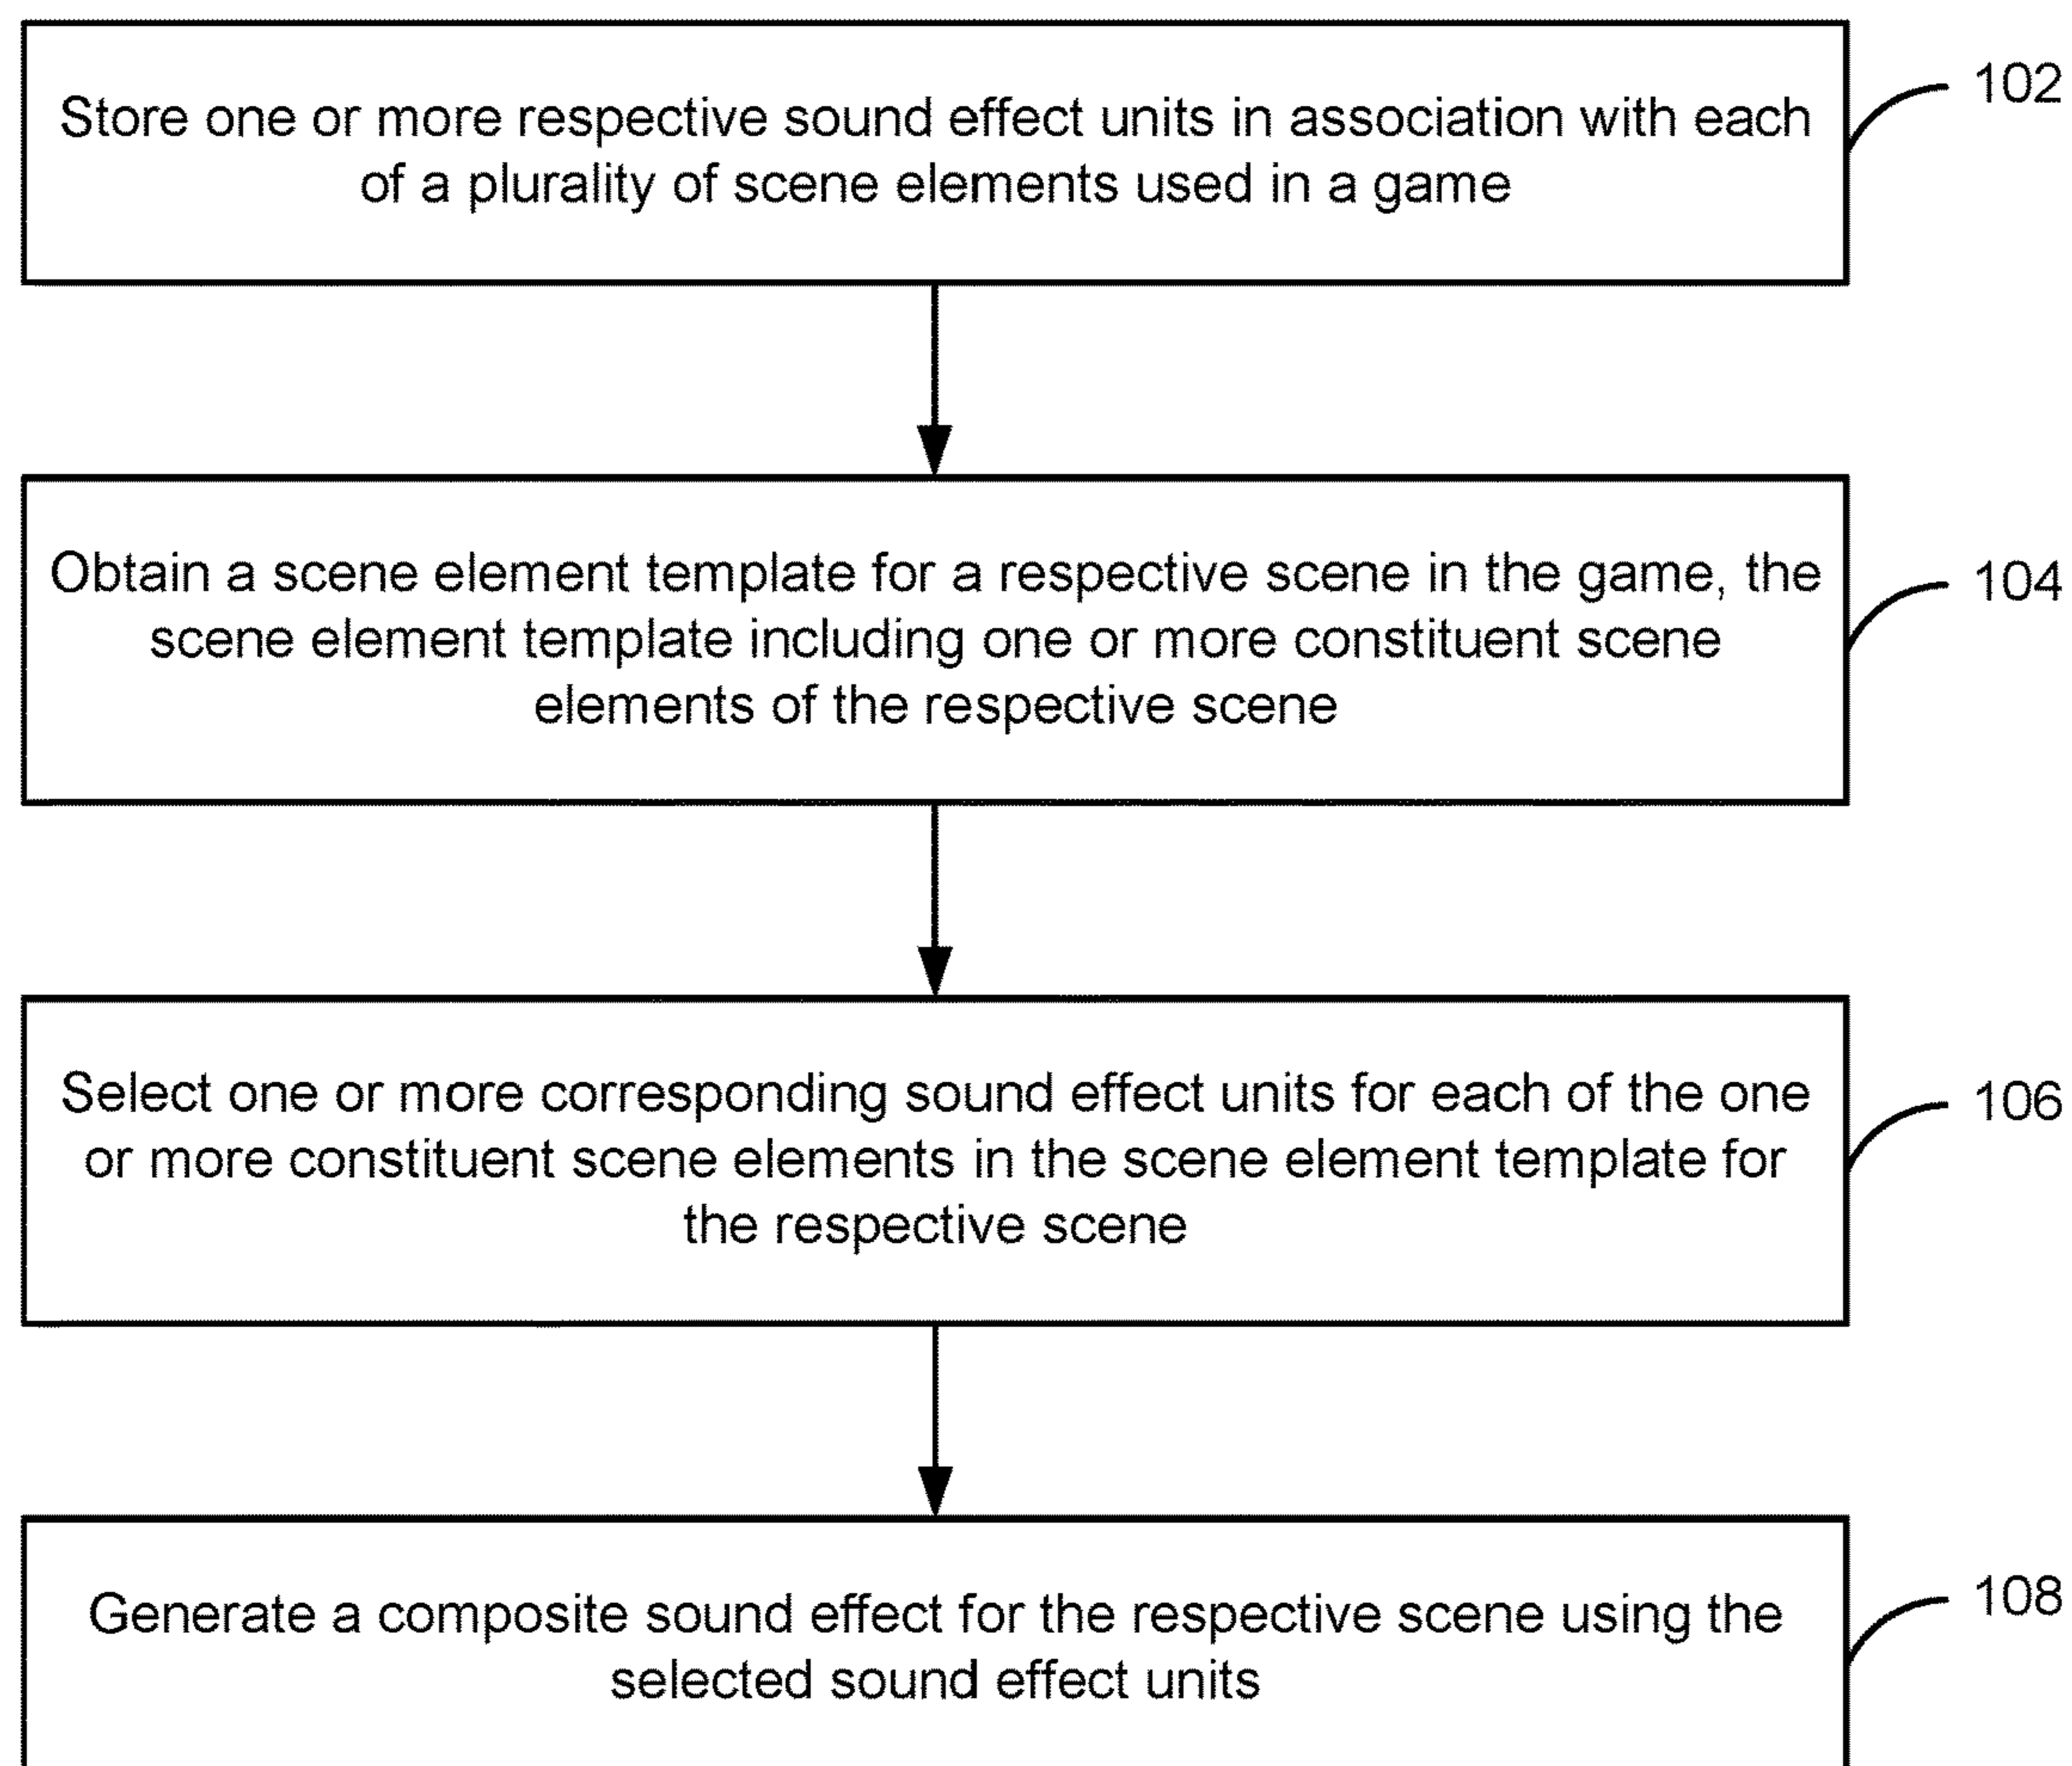 Store one or more respective sound effect units in association with each
of a plurality of scene elements used in a game
102
Obtain a scene element template for a respective scene in the game, the
scene element template including one or more constituent scene
elements of the respective scene
104
Select one or more corresponding sound effect units for each of the one
or more constituent scene elements in the scene element template for
the respective scene
106
Generate a composite sound effect for the respective scene using the
selected sound effect units
108